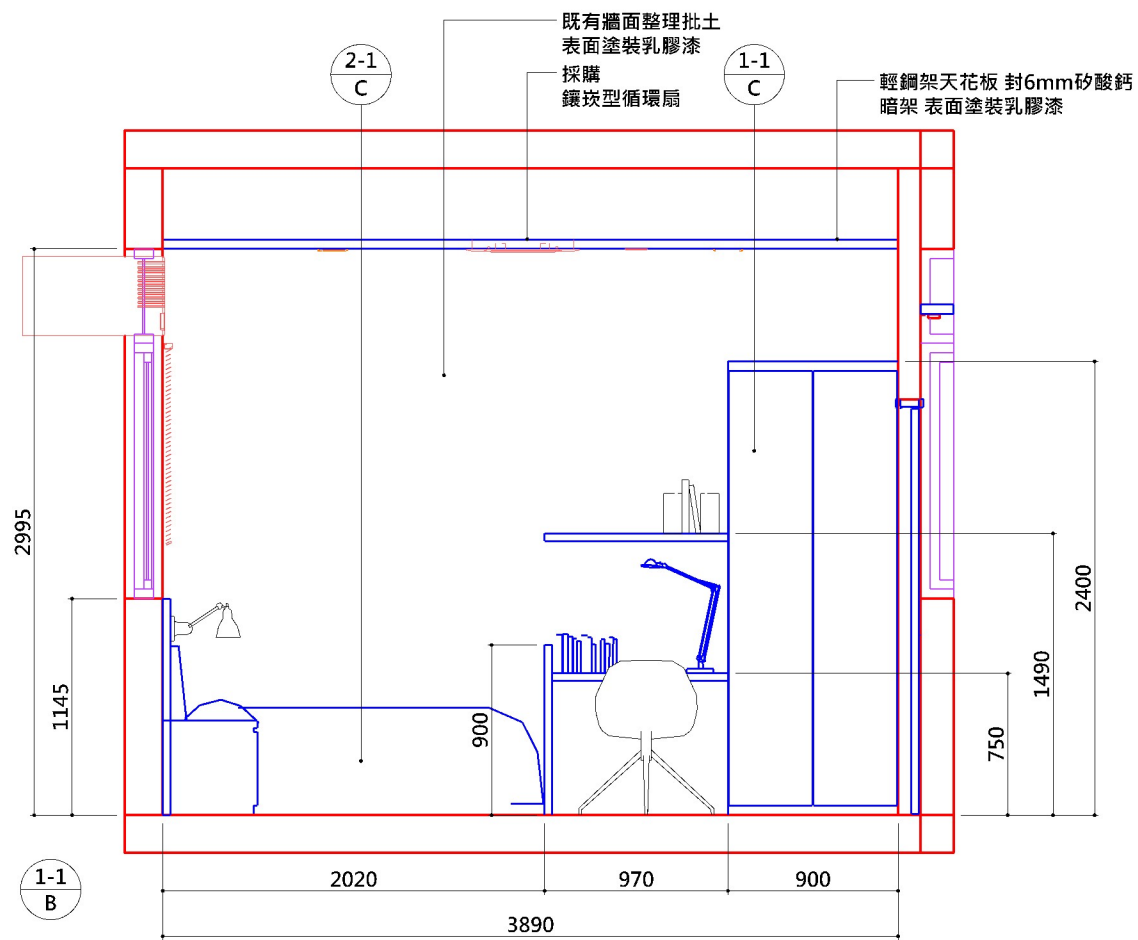 既有牆面整理批土
表面塗裝乳膠漆
採購
鑲崁型循環扇
2-1
C
1-1
C
輕鋼架天花板 封6mm矽酸鈣
暗架 表面塗裝乳膠漆
2995
1145
900
2400
1490
750
1-1
B
2020
970
900
3890